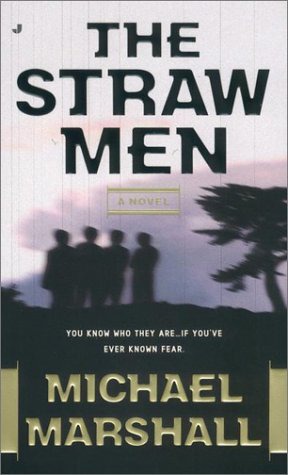 J
THE
STRAW
MEN
A NOVEL
YOU KNOW WHO THEY ARE...IF YOU'VE
EVER KNOWN FEAR.
MICHAEL
MARSHALL